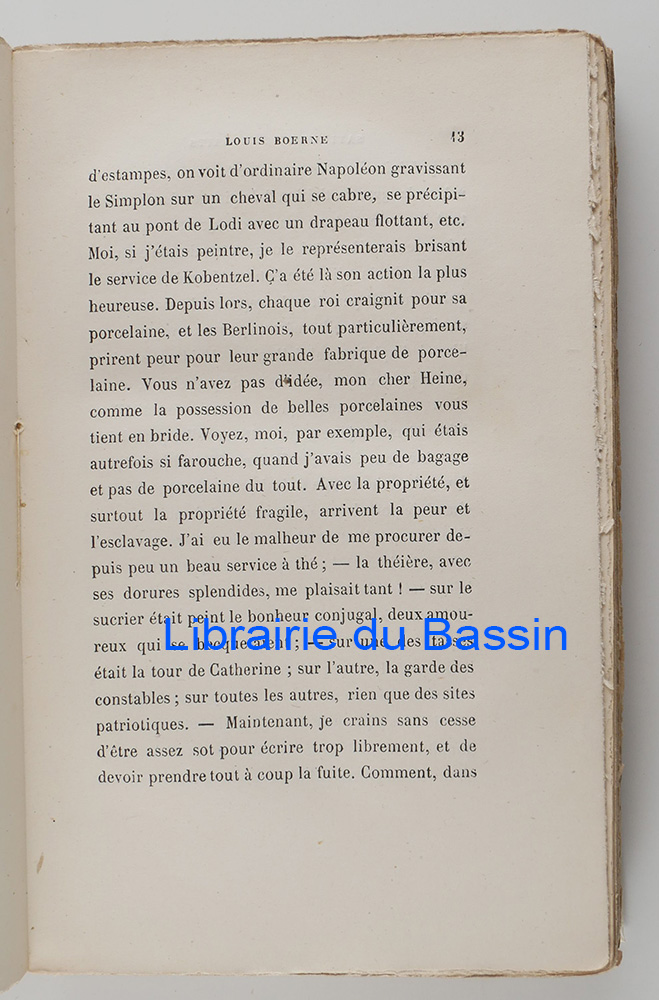 LOUIS BOERNE 13
d'estampes, on voit d'ordinaire Napoléon gravissant
le Simplon sur un cheval qui se cabre, se précipi-
tant au pont de Lodi avec un drapeau flottant, etc.
Moi, si j'étais peintre, je le représenterais brisant
le service de Kobentzel. Ç'a été là son action la plus
heureuse. Depuis lors, chaque roi craignit pour sa
porcelaine, et les Berlinois, tout particulièrement,
prirent peur pour leur grande fabrique de porce-
laine. Vous n'avez pas d'idée, mon cher Heine,
comme la possession de belles porcelaines vous
tient en bride. Voyez, moi, par exemple, qui étais
autrefois si farouche, quand j'avais peu de bagage
et pas de porcelaine du tout. Avec la propriété, et
surtout la propriété fragile, arrivent la peur et
l'esclavage. J'ai eu le malheur de me procurer de-
puis peu un beau service à thé ; — la théière, avec
ses dorures splendides, me plaisait tant ! — sur le
sucrier était peint le bonheur conjugal, deux amou-
reux qui se becquetaient ; — sur une des tasses
Librairie du Bassin
était la tour de Catherine ; sur l'autre, la garde des
constables ; sur toutes les autres, rien que des sites
patriotiques. — Maintenant, je crains sans cesse
d'être assez sot pour écrire trop librement, et de
devoir prendre tout à coup la fuite. Comment, dans